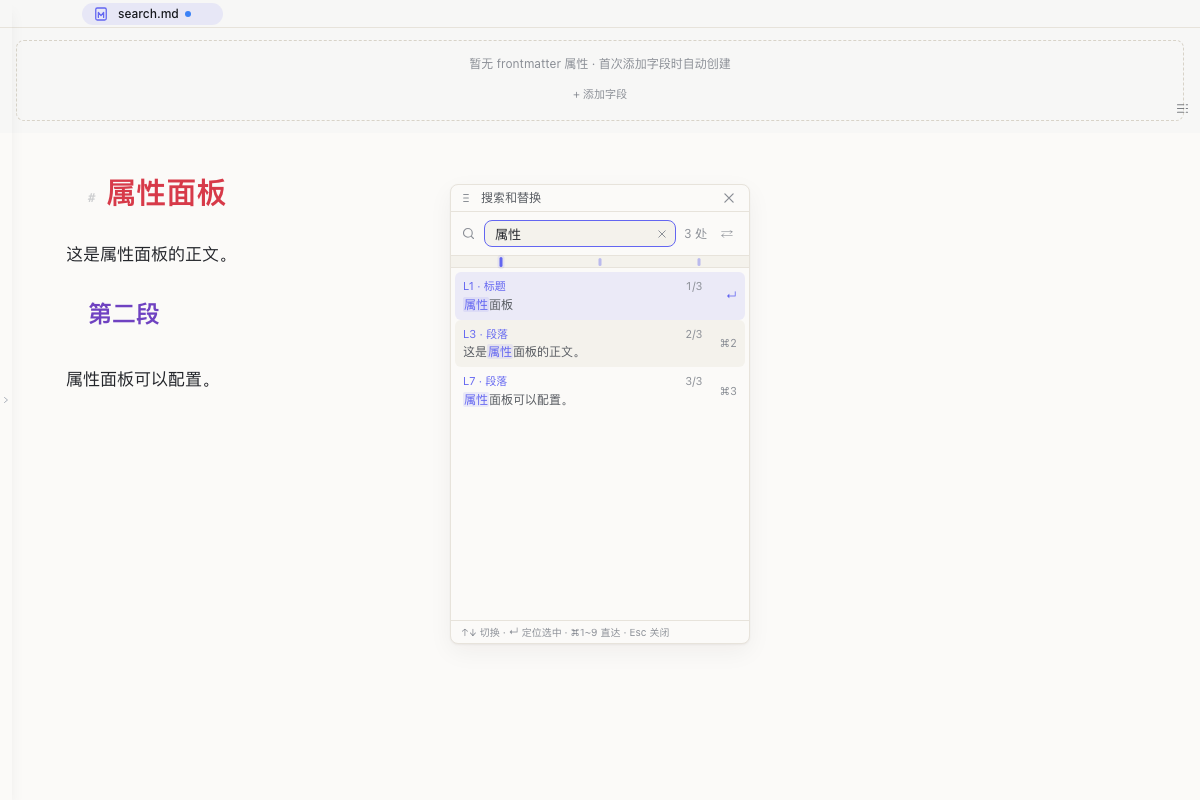 search.md
暂无 frontmatter 属性 · 首次添加字段时自动创建
+ 添加字段
# 属性面板
这是属性面板的正文。
第二段
属性面板可以配置。
搜索和替换
属性
3 处
L1 · 标题
1/3
属性面板
L3 · 段落
2/3
这是属性面板的正文。
⌘2
L7 · 段落
3/3
属性面板可以配置。
⌘3
↑↓ 切换 · ↵ 定位选中 · ⌘1~9 直达 · Esc 关闭